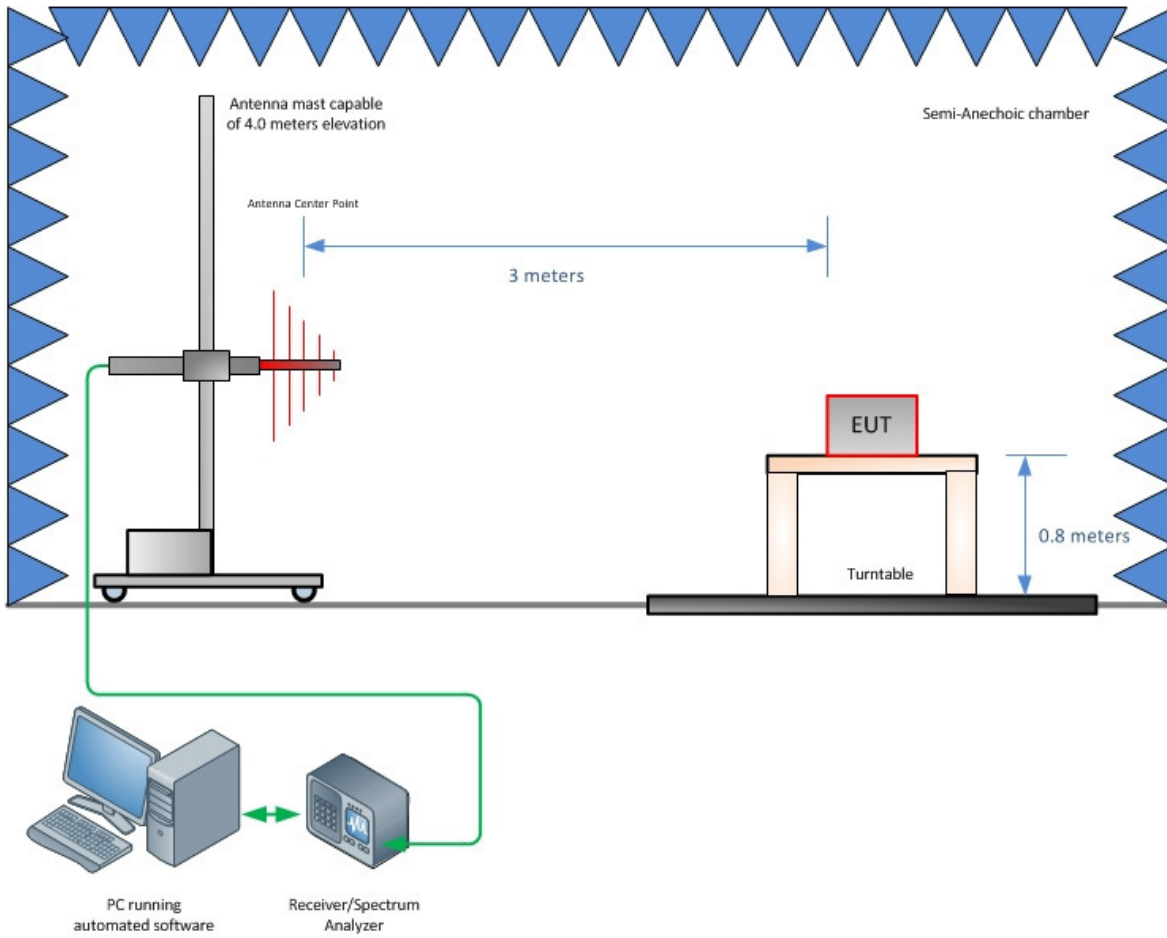 Antenna mast capable
of 4.0 meters elevation
Semi-Anechoic chamber
Antenna Center Point
3 meters
EUT
0.8 meters
Turntable
PC running
automated software
Receiver/Spectrum
Analyzer